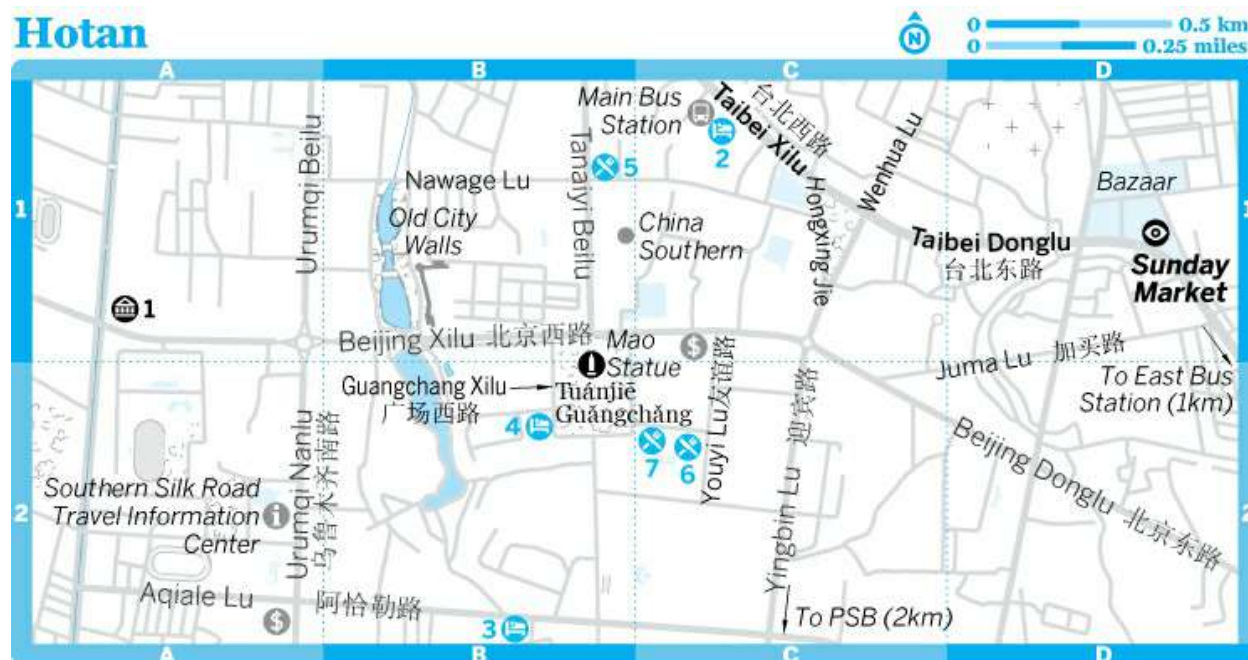 Hotan
N
0 0.5 km
0 0.25 miles
A B C D
Main Bus
Station
2
Taibei Xilu
台北西路
Wenhua Lu
Urumqi Beilu
Tanaiyi Beilu
5
Nawage Lu
Bazaar
1
1
Old City
Walls
China
Southern
Hongxing Jie
Taibei Donglu
台北东路
Sunday
Market
1
Beijing Xilu 北京西路
Mao
Statue
$
Juma Lu 加买路
To East Bus
Station (1km)
Guangchang Xilu
广场西路
Tuánjié
Guǎngchǎng
4
7
6
Youyi Lu 友谊路
Yingbin Lu 迎宾路
Beijing Donglu 北京东路
Urumqi Nanlu
乌鲁木齐南路
2
2
Southern Silk Road
Travel Information
Center
i
Aqiale Lu 阿恰勒路
$
3
To PSB (2km)
A B C D